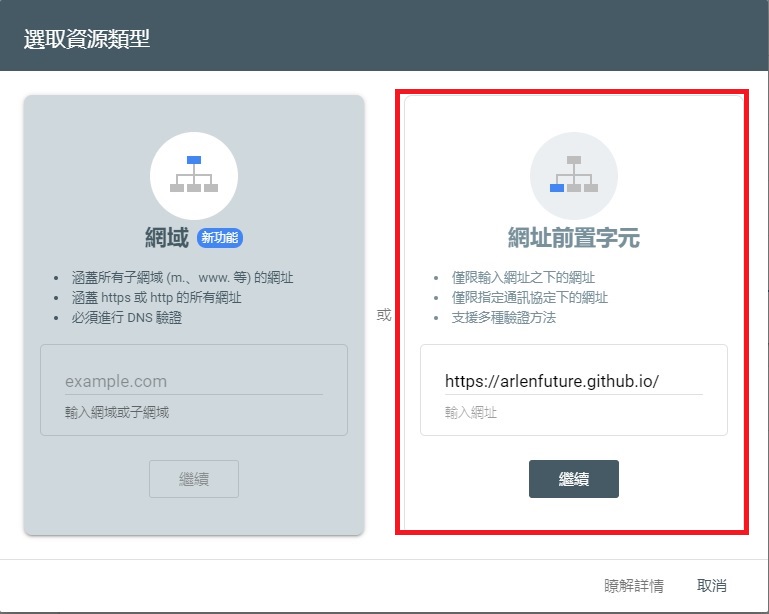 選取資源類型
網域 新功能
• 涵蓋所有子網域 (m.、www. 等) 的網址
• 涵蓋 https 或 http 的所有網址
• 必須進行 DNS 驗證
example.com
輸入網域或子網域
繼續
或
網址前置字元
• 僅限輸入網址之下的網址
• 僅限指定通訊協定下的網址
• 支援多種驗證方法
https://arlenfuture.github.io/
輸入網址
繼續
瞭解詳情 取消